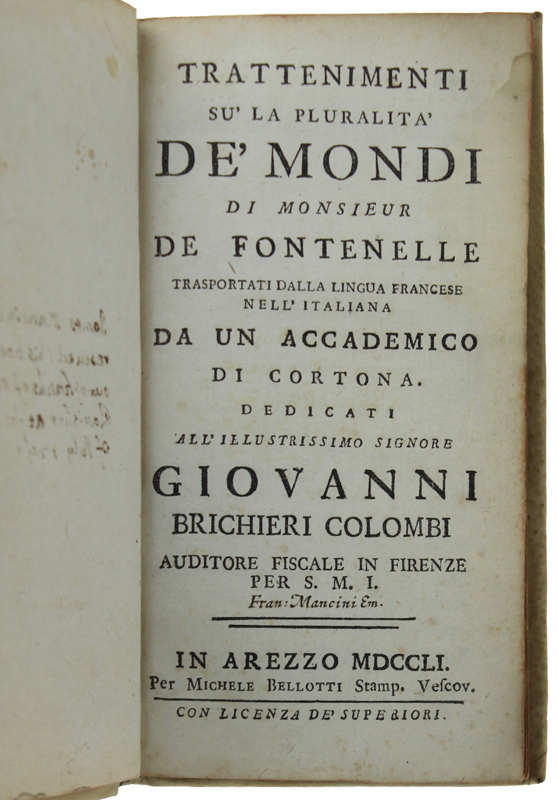 TRATTENIMENTI
SU' LA PLURALITA'
DE' MONDI
DI MONSIEUR
DE FONTENELLE
TRASPORTATI DALLA LINGUA FRANCESE
NELL' ITALIANA
DA UN ACCADEMICO
DI CORTONA.
DEDICATI
ALL' ILLUSTRISSIMO SIGNORE
GIOVANNI
BRICHIERI COLOMBI
AUDITORE FISCALE IN FIRENZE
PER S. M. I.
Fran: Mancini Em.
IN AREZZO MDCCLI.
Per MICHELE BELLOTTI Stamp. Veſcov.
CON LICENZA DE' SUPERIORI.